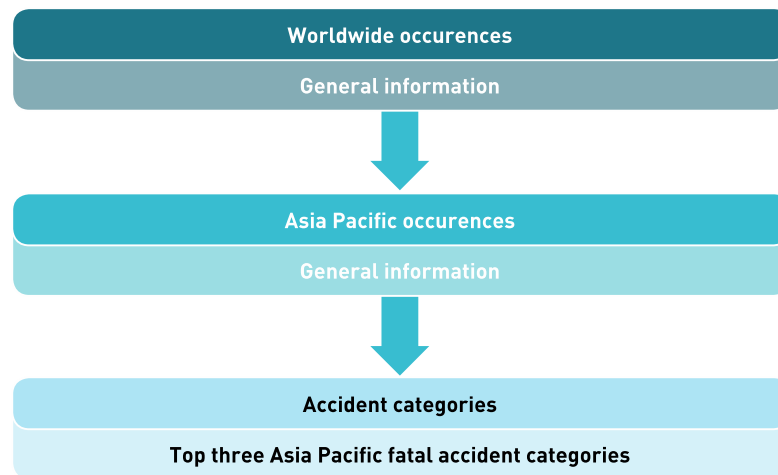 Worldwide occurences
General information
Asia Pacific occurences
General information
Accident categories
Top three Asia Pacific fatal accident categories